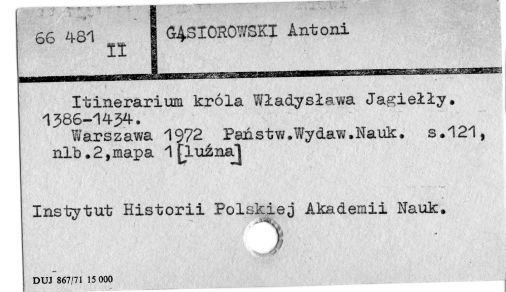 66 481
II
GĄSIOROWSKI Antoni
Itinerarium króla Władysława Jagiełły.
1386-1434.
Warszawa 1972 Państw.Wydaw.Nauk. s.121,
nlb.2,mapa 1[luźna]
Instytut Historii Polskiej Akademii Nauk.
DUJ 867/71 15 000